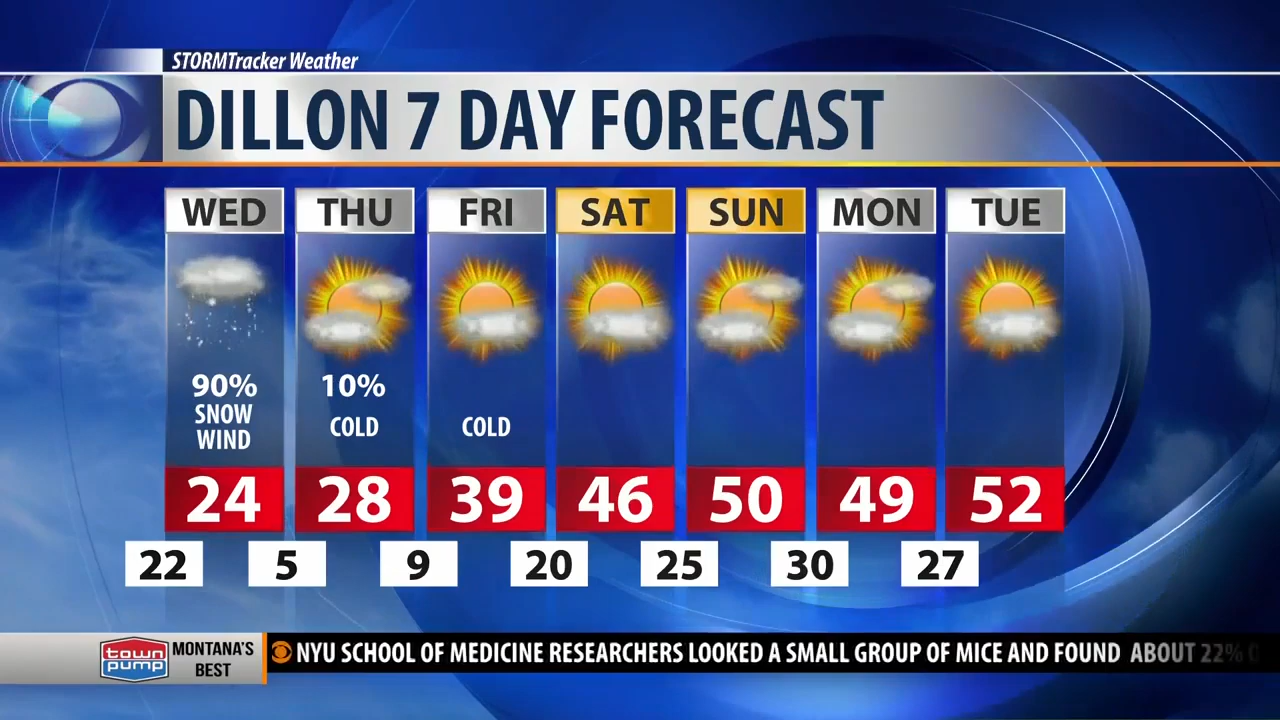 STORMTracker Weather
DILLON 7 DAY FORECAST
WED THU FRI SAT SUN MON TUE
90% 10%
SNOW
WIND
COLD COLD
24 28 39 46 50 49 52
22 5 9 20 25 30 27
town
pump
MONTANA'S
BEST
NYU SCHOOL OF MEDICINE RESEARCHERS LOOKED A SMALL GROUP OF MICE AND FOUND ABOUT 22%